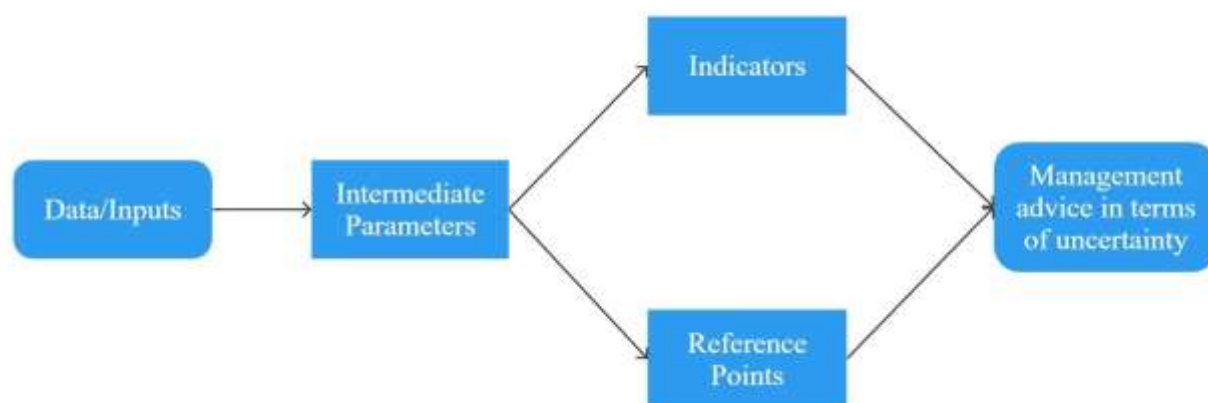 Data/Inputs
Intermediate
Parameters
Indicators
Reference
Points
Management
advice in terms
of uncertainty